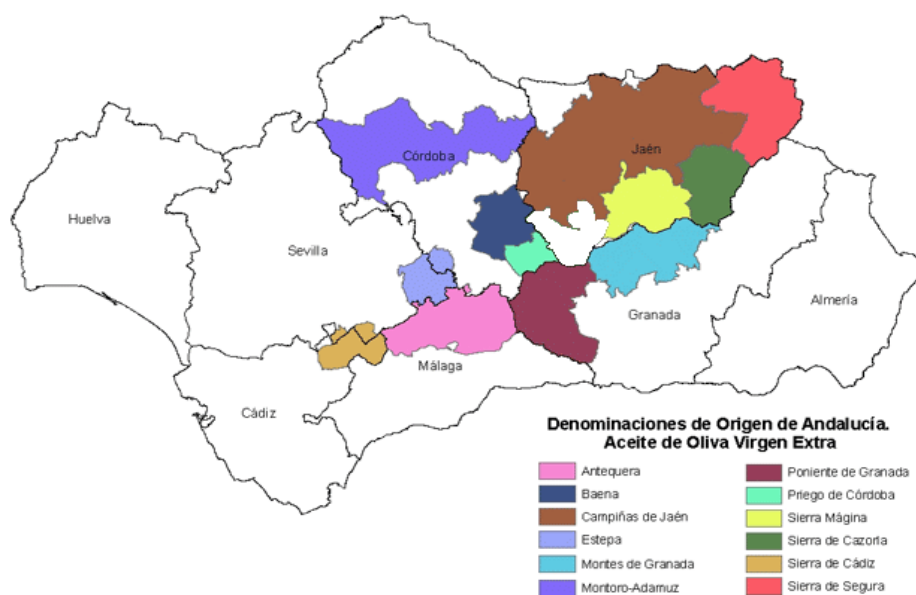 Córdoba
Jaén
Huelva
Sevilla
Granada
Almería
Málaga
Cádiz
Denominaciones de Origen de Andalucía.
Aceite de Oliva Virgen Extra
Antequera
Baena
Campiñas de Jaén
Estepa
Montes de Granada
Montoro-Adamuz
Poniente de Granada
Priego de Córdoba
Sierra Mágina
Sierra de Cazorla
Sierra de Cádiz
Sierra de Segura